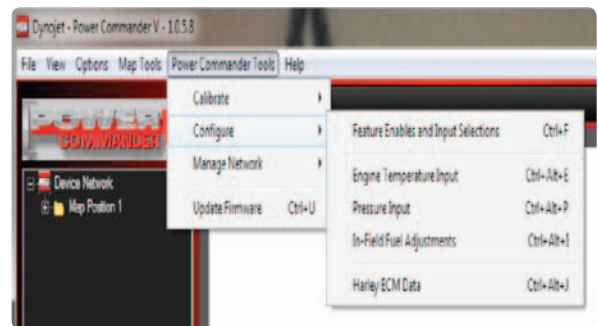 Dynojet - Power Commander V - 1.0.5.8
File View Options Map Tools Power Commander Tools Help
POWER
COMMANDER
Device Network
Map Position 1
Calibrate
Configure
Manage Network
Update Firmware Ctrl+U
Feature Enables and Input Selections Ctrl+F
Engine Temperature Input Ctrl+Alt+E
Pressure Input Ctrl+Alt+P
In-Field Fuel Adjustments Ctrl+Alt+I
Harley ECM Data Ctrl+Alt+J